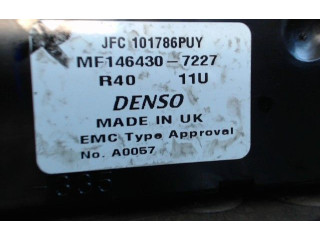 JFC 101786PUY
MF146430-7227
R40 11U
DENSO
MADE IN UK
EMC Type Approval
No. A0057